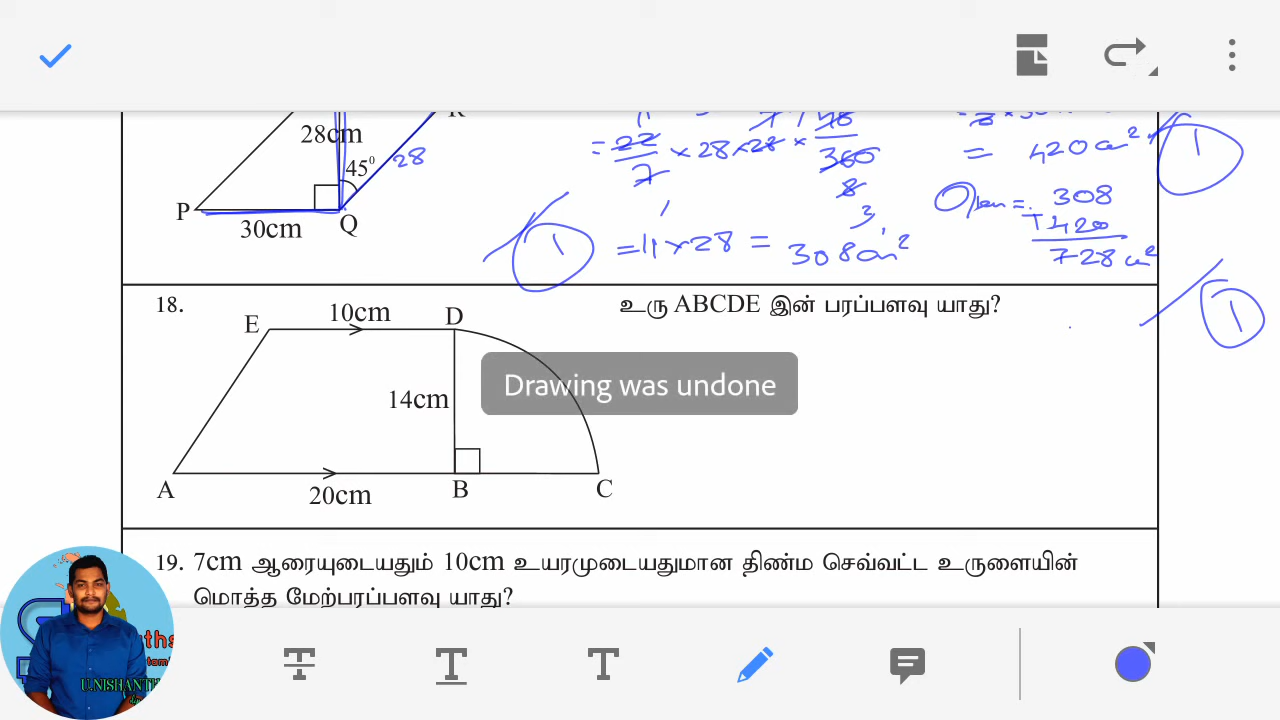 28cm
45⁰
28
P
30cm
Q
= 22/7 × 28 × 28 ×
360
8
= 11 × 28 = 308cm²
1
= 420cm²
1
308
+420
728cm²
18.
உரு ABCDE இன் பரப்பளவு யாது?
1
E
10cm
D
14cm
Drawing was undone
A
20cm
B
C
19. 7cm ஆரையுடையதும் 10cm உயரமுடையதுமான திண்ம செவ்வட்ட உருளையின்
மொத்த மேற்பரப்பளவு யாது?
U.NISHANTH
T
T
T